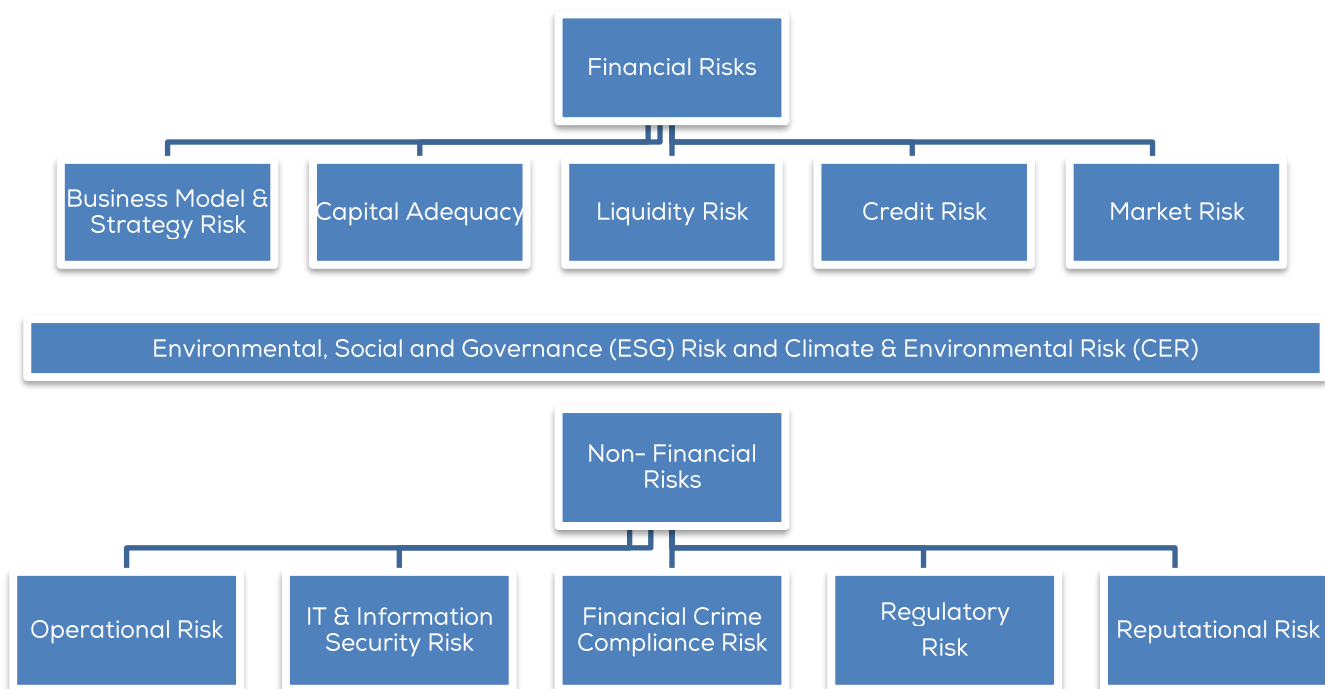 Financial Risks
Business Model &
Strategy Risk
Capital Adequacy
Liquidity Risk
Credit Risk
Market Risk
Environmental, Social and Governance (ESG) Risk and Climate & Environmental Risk (CER)
Non- Financial
Risks
Operational Risk
IT & Information
Security Risk
Financial Crime
Compliance Risk
Regulatory
Risk
Reputational Risk